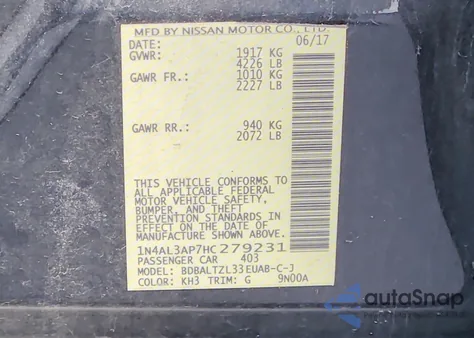 MFD BY NISSAN MOTOR CO., LTD.
DATE: 06/17
GVWR: 1917 KG
4226 LB
GAWR FR.: 1010 KG
2227 LB
GAWR RR.: 940 KG
2072 LB
THIS VEHICLE CONFORMS TO
ALL APPLICABLE FEDERAL
MOTOR VEHICLE SAFETY,
BUMPER, AND THEFT
PREVENTION STANDARDS IN
EFFECT ON THE DATE OF
MANUFACTURE SHOWN ABOVE.
1N4AL3AP7HC279231
PASSENGER CAR 403
MODEL: BDBALTZL33EUAB-C-J
COLOR: KH3 TRIM: G 9N00A
autoSnap